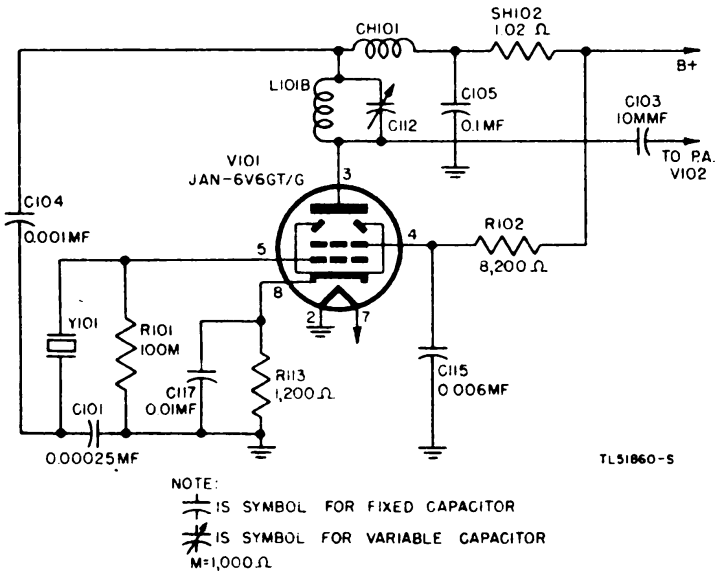 SH102
1.02 Ω
CH101
B+
L101B
C112
C105
0.1MF
C103
10MMF
TO P.A.
V102
V101
JAN-6V6GT/G
3
C104
0.001MF
4
R102
8,200 Ω
5
8
2
7
Y101
R101
100M
C117
0.01MF
R113
1,200 Ω
C115
0.006MF
C101
0.00025MF
TL51860-S
NOTE:
IS SYMBOL FOR FIXED CAPACITOR
IS SYMBOL FOR VARIABLE CAPACITOR
M=1,000 Ω